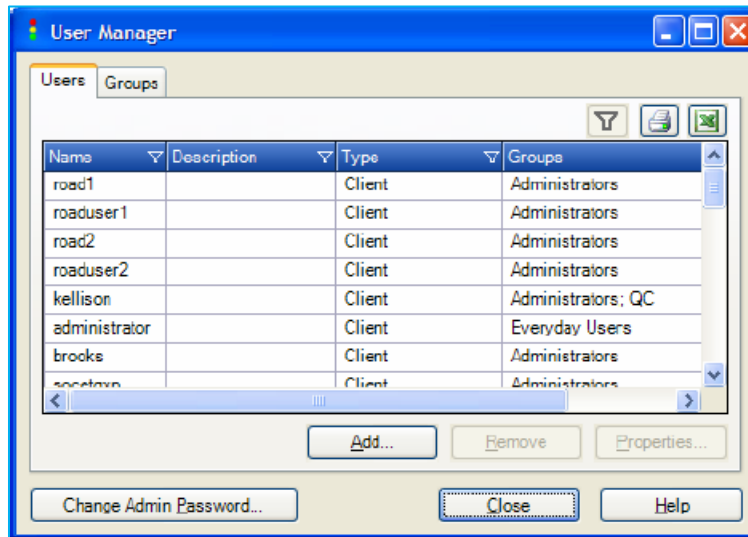 User Manager
Users Groups
Name Description Type Groups
road1 Client Administrators
roaduser1 Client Administrators
road2 Client Administrators
roaduser2 Client Administrators
kellison Client Administrators; QC
administrator Client Everyday Users
brooks Client Administrators
Client Administrators
Add... Remove Properties...
Change Admin Password... Close Help